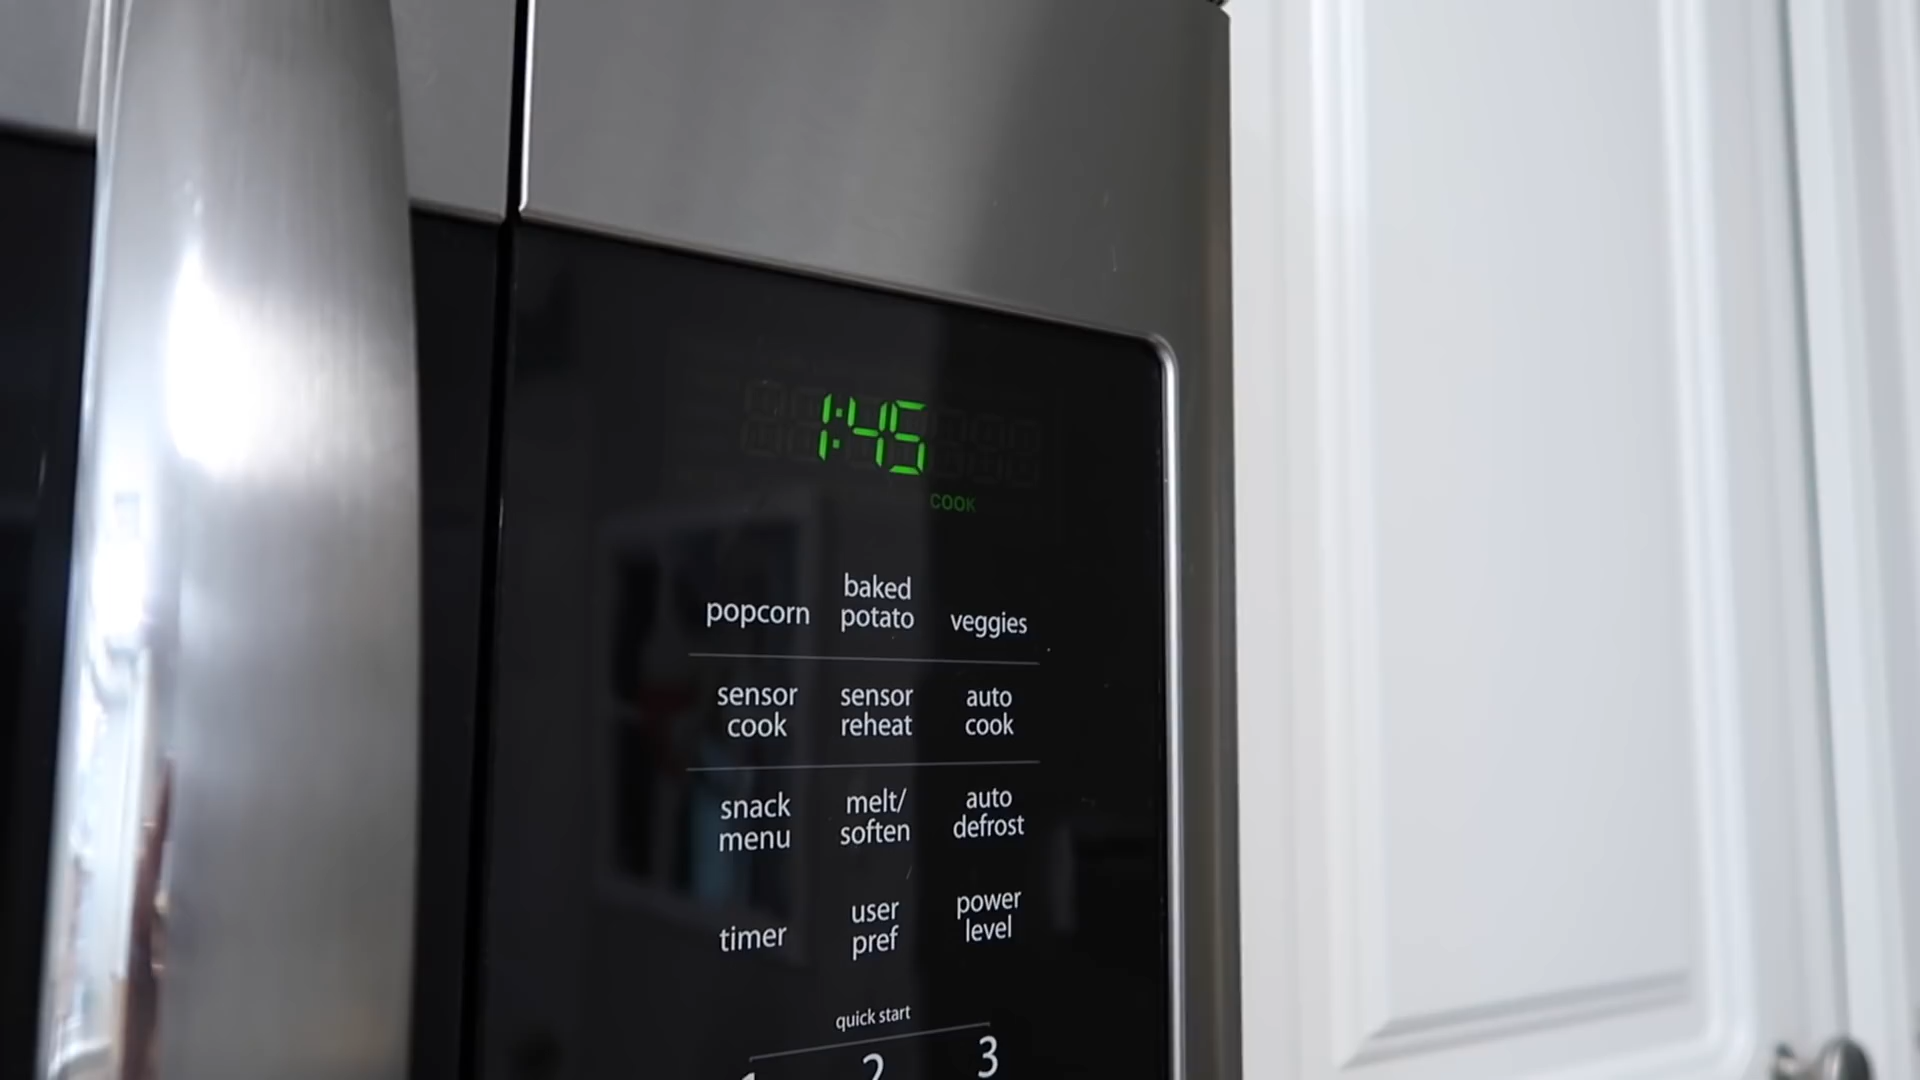 1:45
COOK
popcorn
baked
potato
veggies
sensor
cook
sensor
reheat
auto
cook
snack
menu
melt/
soften
auto
defrost
timer
user
pref
power
level
quick start
1 2 3